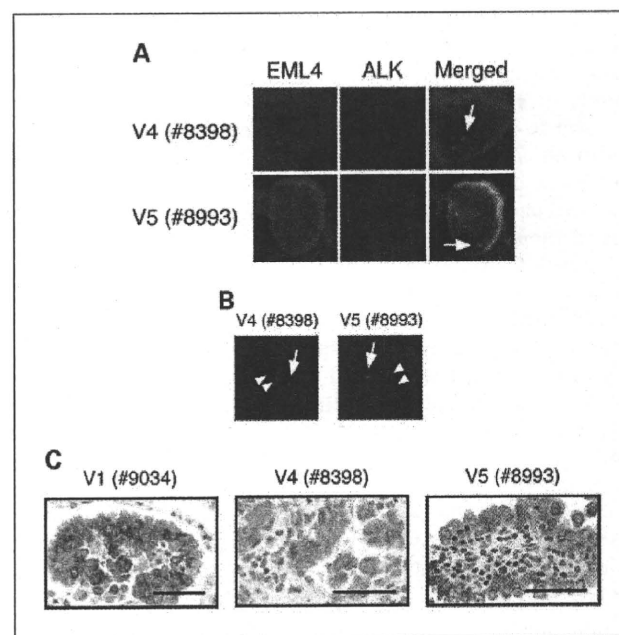 A
EML4 ALK Merged
V4 (#8398)
V5 (#8993)
B
V4 (#8398) V5 (#8993)
C
V1 (#9034) V4 (#8398) V5 (#8993)